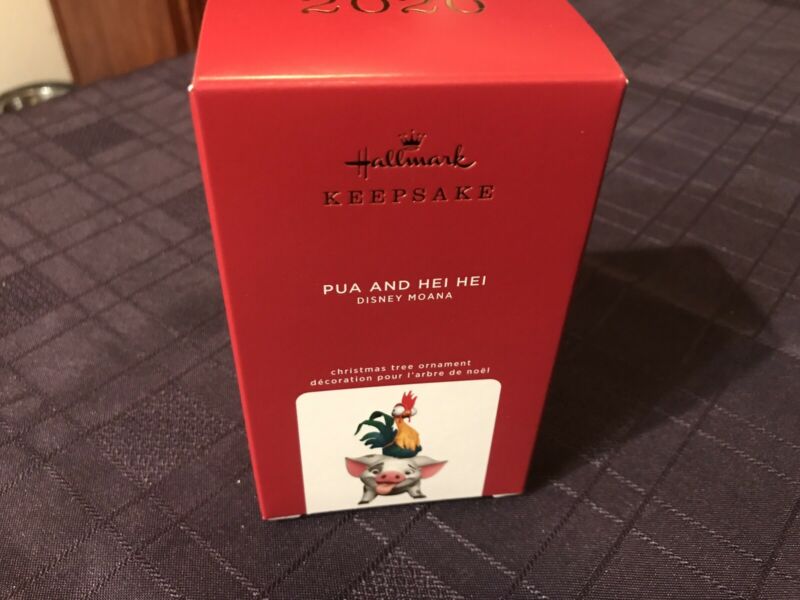 2020
Hallmark
KEEPSAKE
PUA AND HEI HEI
DISNEY MOANA
christmas tree ornament
décoration pour l'arbre de noël